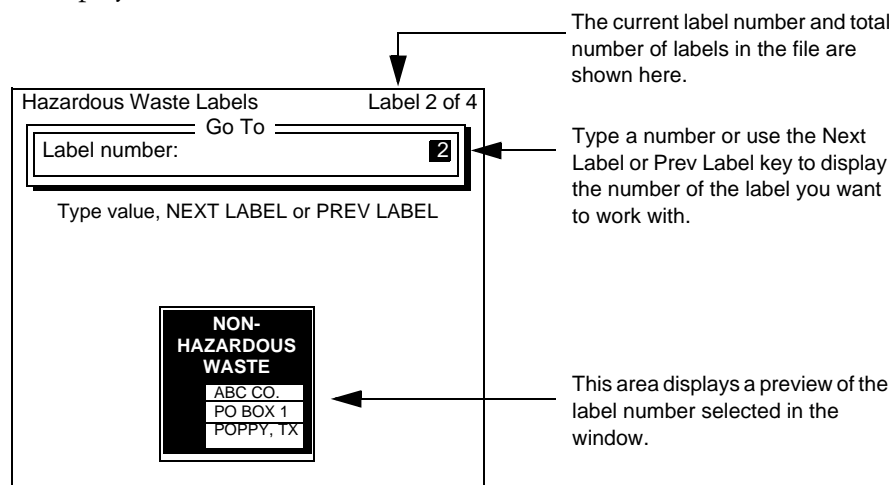 The current label number and total
number of labels in the file are
shown here.
Hazardous Waste Labels Label 2 of 4
Go To
Label number: 2
Type a number or use the Next
Label or Prev Label key to display
the number of the label you want
to work with.
Type value, NEXT LABEL or PREV LABEL
NON-
HAZARDOUS
WASTE
ABC CO.
PO BOX 1
POPPY, TX
This area displays a preview of the
label number selected in the
window.